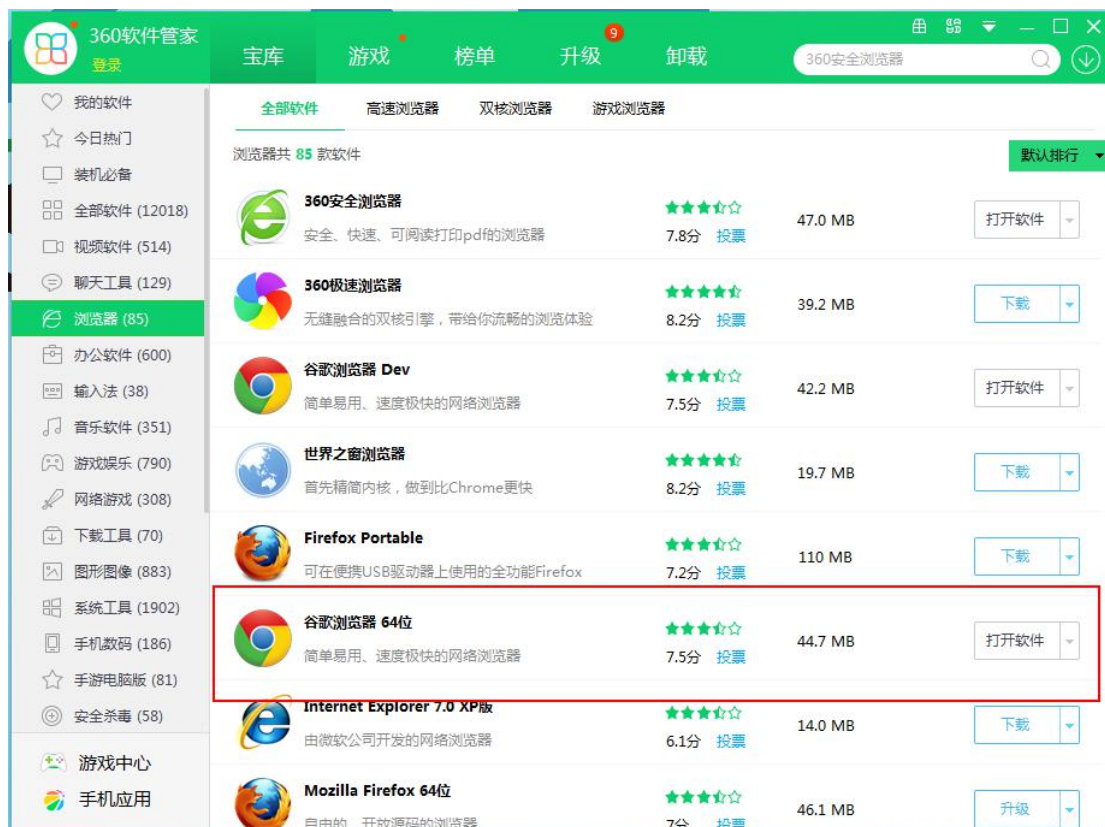 360软件管家
登录
宝库
游戏
榜单
升级
9
卸载
360安全浏览器
我的软件
今日热门
装机必备
全部软件 (12018)
视频软件 (514)
聊天工具 (129)
浏览器 (85)
办公软件 (600)
输入法 (38)
音乐软件 (351)
游戏娱乐 (790)
网络游戏 (308)
下载工具 (70)
图形图像 (883)
系统工具 (1902)
手机数码 (186)
手游电脑版 (81)
安全杀毒 (58)
游戏中心
手机应用
全部软件 高速浏览器 双核浏览器 游戏浏览器
浏览器共 85 款软件
默认排行
360安全浏览器
安全、快速、可阅读打印pdf的浏览器
7.8分 投票
47.0 MB
打开软件
360极速浏览器
无缝融合的双核引擎，带给你流畅的浏览体验
8.2分 投票
39.2 MB
下载
谷歌浏览器 Dev
简单易用、速度极快的网络浏览器
7.5分 投票
42.2 MB
打开软件
世界之窗浏览器
首先精简内核，做到比Chrome更快
8.2分 投票
19.7 MB
下载
Firefox Portable
可在便携USB驱动器上使用的全功能Firefox
7.2分 投票
110 MB
下载
谷歌浏览器 64位
简单易用、速度极快的网络浏览器
7.5分 投票
44.7 MB
打开软件
Internet Explorer 7.0 XP版
由微软公司开发的网络浏览器
6.1分 投票
14.0 MB
下载
Mozilla Firefox 64位
自由的、开放源码的浏览器
7分 投票
46.1 MB
升级